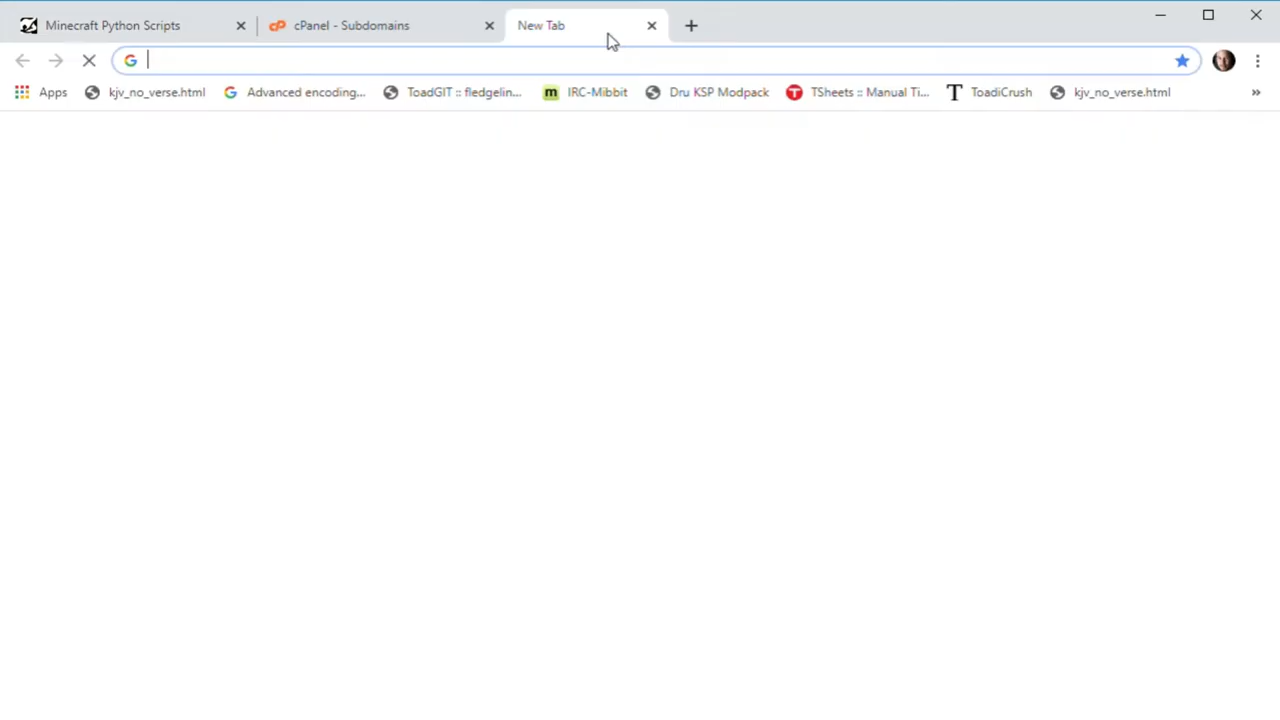 Minecraft Python Scripts cPanel - Subdomains New Tab
Apps kjv_no_verse.html Advanced encoding... ToadGIT :: fledgelin... IRC-Mibbit Dru KSP Modpack TSheets :: Manual Ti... ToadiCrush kjv_no_verse.html »